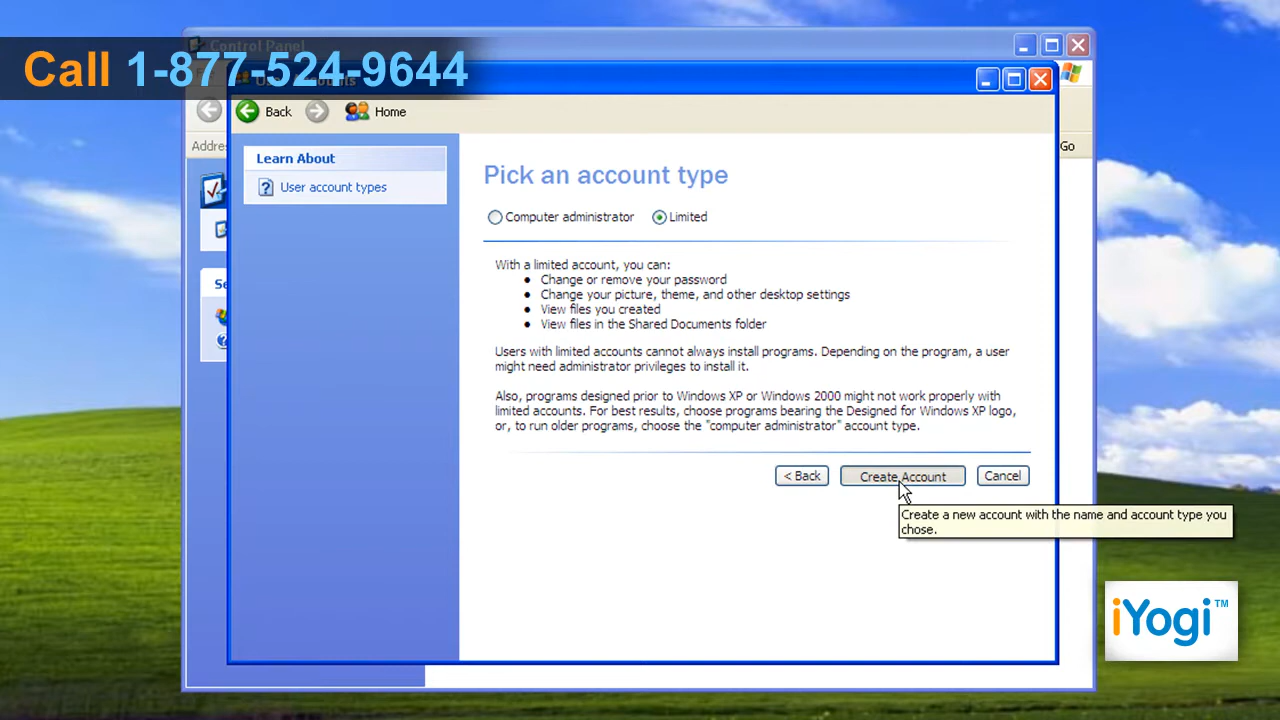 Control Panel
Call 1-877-524-9644
Back
Home
Go
Learn About
User account types
Pick an account type
Computer administrator
Limited
With a limited account, you can:
• Change or remove your password
• Change your picture, theme, and other desktop settings
• View files you created
• View files in the Shared Documents folder
Users with limited accounts cannot always install programs. Depending on the program, a user
might need administrator privileges to install it.
Also, programs designed prior to Windows XP or Windows 2000 might not work properly with
limited accounts. For best results, choose programs bearing the Designed for Windows XP logo,
or, to run older programs, choose the "computer administrator" account type.
< Back
Create Account
Cancel
Create a new account with the name and account type you
chose.
iYogi™